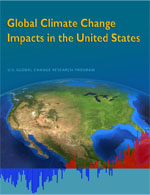 Global Climate Change
Impacts in the United States
U.S. GLOBAL CHANGE RESEARCH PROGRAM